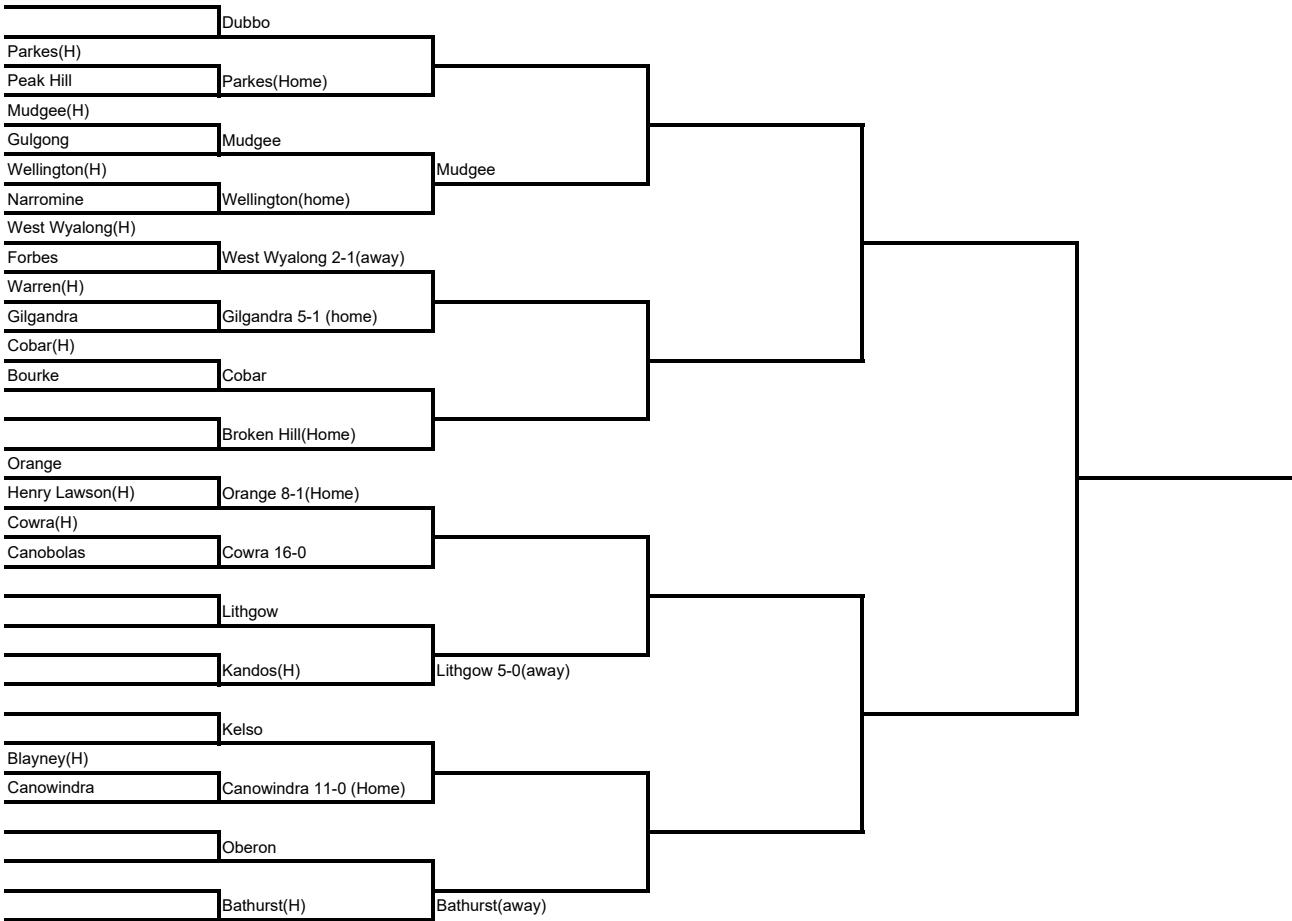 Dubbo
Parkes(H)
Peak Hill
Parkes(Home)
Mudgee(H)
Gulgong
Mudgee
Wellington(H)
Mudgee
Narromine
Wellington(home)
West Wyalong(H)
Forbes
West Wyalong 2-1(away)
Warren(H)
Gilgandra
Gilgandra 5-1 (home)
Cobar(H)
Bourke
Cobar
Broken Hill(Home)
Orange
Henry Lawson(H)
Orange 8-1(Home)
Cowra(H)
Canobolas
Cowra 16-0
Lithgow
Kandos(H)
Lithgow 5-0(away)
Kelso
Blayney(H)
Canowindra
Canowindra 11-0 (Home)
Oberon
Bathurst(H)
Bathurst(away)